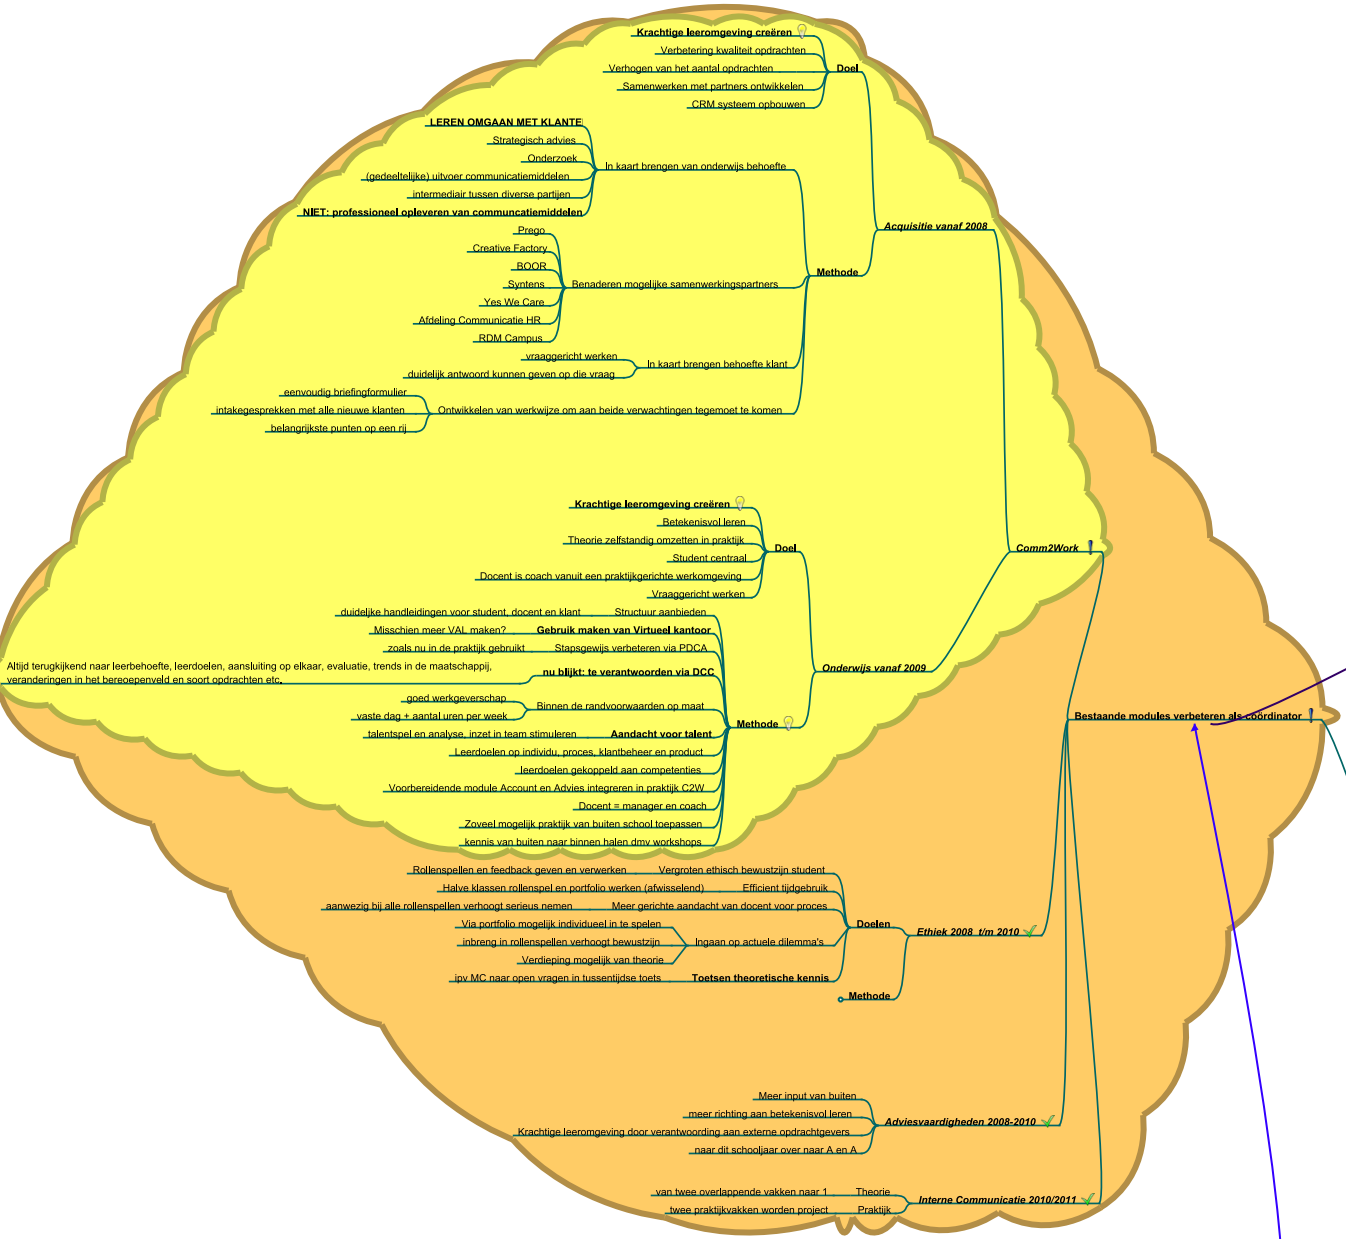 Krachtige leeromgeving creëren
Verbetering kwaliteit opdrachten
Verhogen van het aantal opdrachten
Samenwerken met partners ontwikkelen
CRM systeem opbouwen
Doel
LEREN OMGAAN MET KLANTE
Strategisch advies
Onderzoek
(gedeeltelijke) uitvoer communicatiemiddelen
intermediair tussen diverse partijen
NIET: professioneel opleveren van communcatiemiddelen
In kaart brengen van onderwijs behoefte
Acquisitie vanaf 2008
Prego
Creative Factory
BOOR
Syntens
Yes We Care
Afdeling Communicatie HR
RDM Campus
Benaderen mogelijke samenwerkingspartners
Methode
vraaggericht werken
duidelijk antwoord kunnen geven op die vraag
In kaart brengen behoefte klant
eenvoudig briefingformulier
intakegesprekken met alle nieuwe klanten
belangrijkste punten op een rij
Ontwikkelen van werkwijze om aan beide verwachtingen tegemoet te komen
Krachtige leeromgeving creëren
Betekenisvol leren
Theorie zelfstandig omzetten in praktijk
Student centraal
Docent is coach vanuit een praktijkgerichte werkomgeving
Vraaggericht werken
Doel
Comm2Work
duidelijke handleidingen voor student, docent en klant
Structuur aanbieden
Misschien meer VAL maken?
Gebruik maken van Virtueel kantoor
zoals nu in de praktijk gebruikt
Stapsgewijs verbeteren via PDCA
Altijd terugkijkend naar leerbehoefte, leerdoelen, aansluiting op elkaar, evaluatie, trends in de maatschappij,
veranderingen in het bereoepenveld en soort opdrachten etc.
nu blijkt: te verantwoorden via DCC
Onderwijs vanaf 2009
goed werkgeverschap
vaste dag + aantal uren per week
Binnen de randvoorwaarden op maat
Methode
talentspel en analyse, inzet in team stimuleren
Aandacht voor talent
Leerdoelen op individu, proces, klantbeheer en product
leerdoelen gekoppeld aan competenties
Voorbereidende module Account en Advies integreren in praktijk C2W
Docent = manager en coach
Zoveel mogelijk praktijk van buiten school toepassen
kennis van buiten naar binnen halen dmv workshops
Bestaande modules verbeteren als coördinator
Rollenspellen en feedback geven en verwerken
Vergroten ethisch bewustzijn student
Halve klassen rollenspel en portfolio werken (afwisselend)
Efficient tijdgebruik
aanwezig bij alle rollenspellen verhoogt serieus nemen
Meer gerichte aandacht van docent voor proces
Via portfolio mogelijk individueel in te spelen
inbreng in rollenspellen verhoogt bewustzijn
Verdieping mogelijk van theorie
Ingaan op actuele dilemma's
ipv MC naar open vragen in tussentijdse toets
Toetsen theoretische kennis
Doelen
Ethiek 2008 t/m 2010
Methode
Meer input van buiten
meer richting aan betekenisvol leren
Krachtige leeromgeving door verantwoording aan externe opdrachtgevers
naar dit schooljaar over naar A en A
Adviesvaardigheden 2008-2010
van twee overlappende vakken naar 1
Theorie
twee praktijkvakken worden project
Praktijk
Interne Communicatie 2010/2011